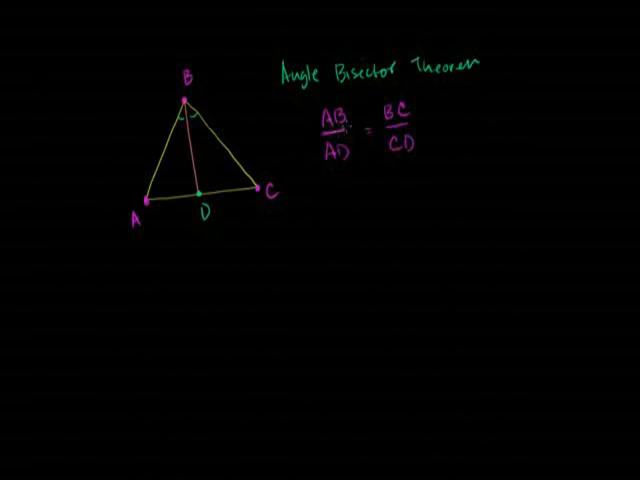 Angle Bisector Theorem
B
AB/AD = BC/CD
A
D
C